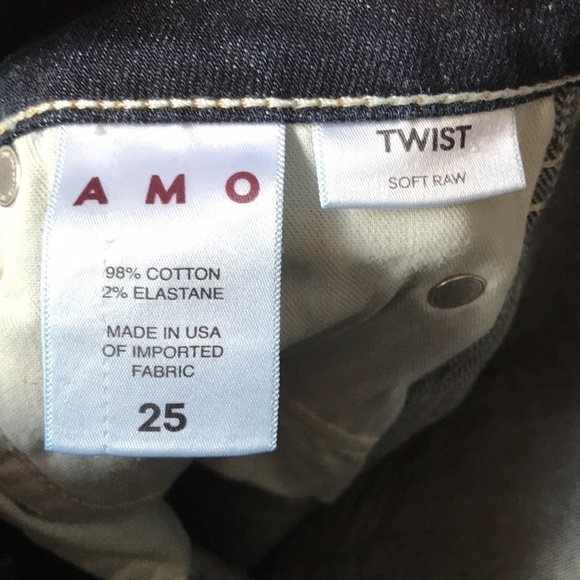 AMO
98% COTTON
2% ELASTANE
MADE IN USA
OF IMPORTED
FABRIC
25
TWIST
SOFT RAW